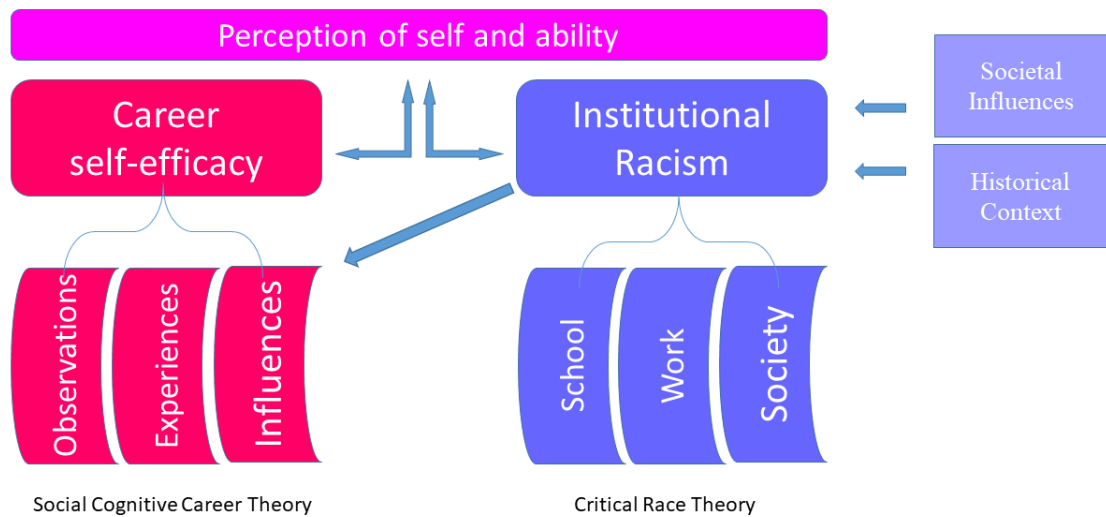 Perception of self and ability
Career
self-efficacy
Institutional
Racism
Societal
Influences
Historical
Context
Observations
Experiences
Influences
School
Work
Society
Social Cognitive Career Theory
Critical Race Theory